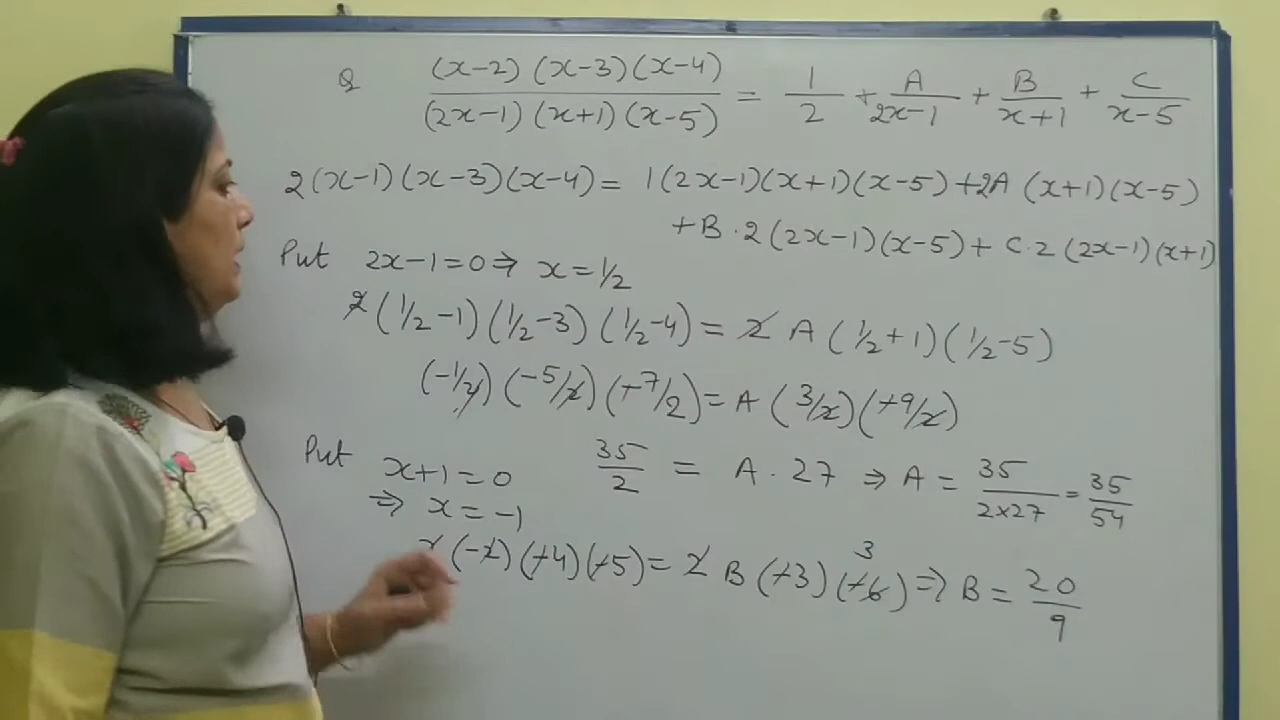 Q (x-2)(x-3)(x-4)/(2x-1)(x+1)(x-5) = 1/2 + A/2x-1 + B/x+1 + C/x-5
2(x-1)(x-3)(x-4) = 1(2x-1)(x+1)(x-5) + 2A (x+1)(x-5)
+ B.2(2x-1)(x-5) + C.2(2x-1)(x+1)
Put 2x-1=0 ⇒ x=1/2
2(1/2-1)(1/2-3)(1/2-4) = 2 A(1/2+1)(1/2-5)
(-1/2)(-5/2)(+7/2) = A(3/2)(+9/2)
Put x+1=0 35/2 = A.27 ⇒ A = 35/2×27 = 35/54
⇒ x=-1
2(-2)(+4)(+5) = 2 B(+3)(+6) 3 ⇒ B = 20/9